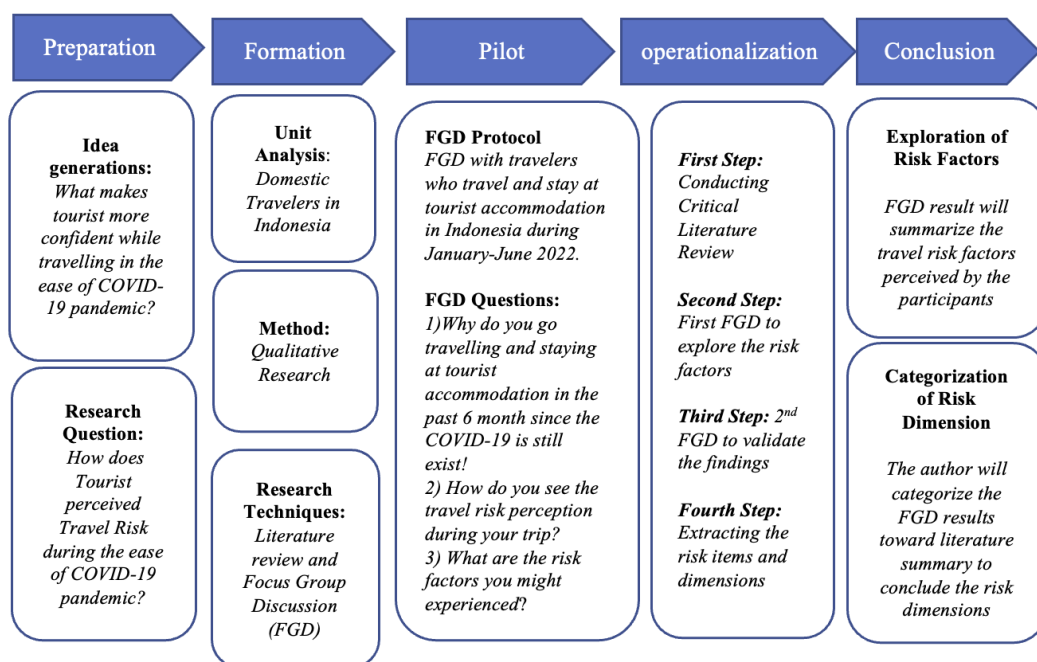 Preparation
Formation
Pilot
operationalization
Conclusion
Idea
generations:
What makes
tourist more
confident while
travelling in the
ease of COVID-
19 pandemic?
Research
Question:
How does
Tourist
perceived
Travel Risk
during the ease
of COVID-19
pandemic?
Unit
Analysis:
Domestic
Travelers in
Indonesia
Method:
Qualitative
Research
Research
Techniques:
Literature
review and
Focus Group
Discussion
(FGD)
FGD Protocol
FGD with travelers
who travel and stay at
tourist accommodation
in Indonesia during
January-June 2022.
FGD Questions:
1)Why do you go
travelling and staying
at tourist
accommodation in the
past 6 month since the
COVID-19 is still
exist!
2) How do you see the
travel risk perception
during your trip?
3) What are the risk
factors you might
experienced?
First Step:
Conducting
Critical
Literature
Review
Second Step:
First FGD to
explore the risk
factors
Third Step: 2nd
FGD to validate
the findings
Fourth Step:
Extracting the
risk items and
dimensions
Exploration of
Risk Factors
FGD result will
summarize the
travel risk factors
perceived by the
participants
Categorization
of Risk
Dimension
The author will
categorize the
FGD results
toward literature
summary to
conclude the risk
dimensions